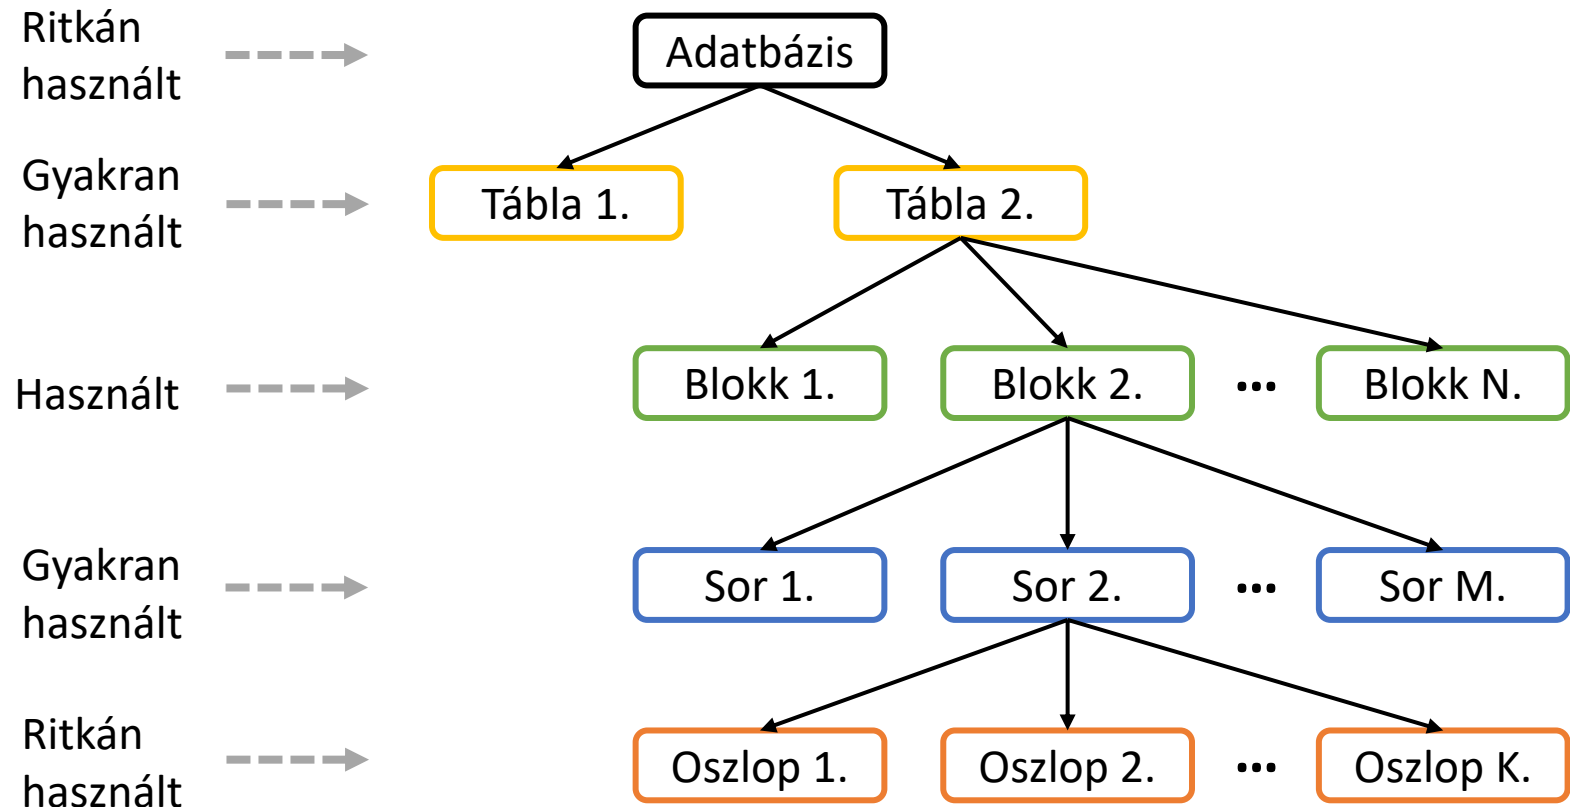 Ritkán
használt
Adatbázis
Gyakran
használt
Tábla 1.
Tábla 2.
Használt
Blokk 1.
Blokk 2.
...
Blokk N.
Gyakran
használt
Sor 1.
Sor 2.
...
Sor M.
Ritkán
használt
Oszlop 1.
Oszlop 2.
...
Oszlop K.